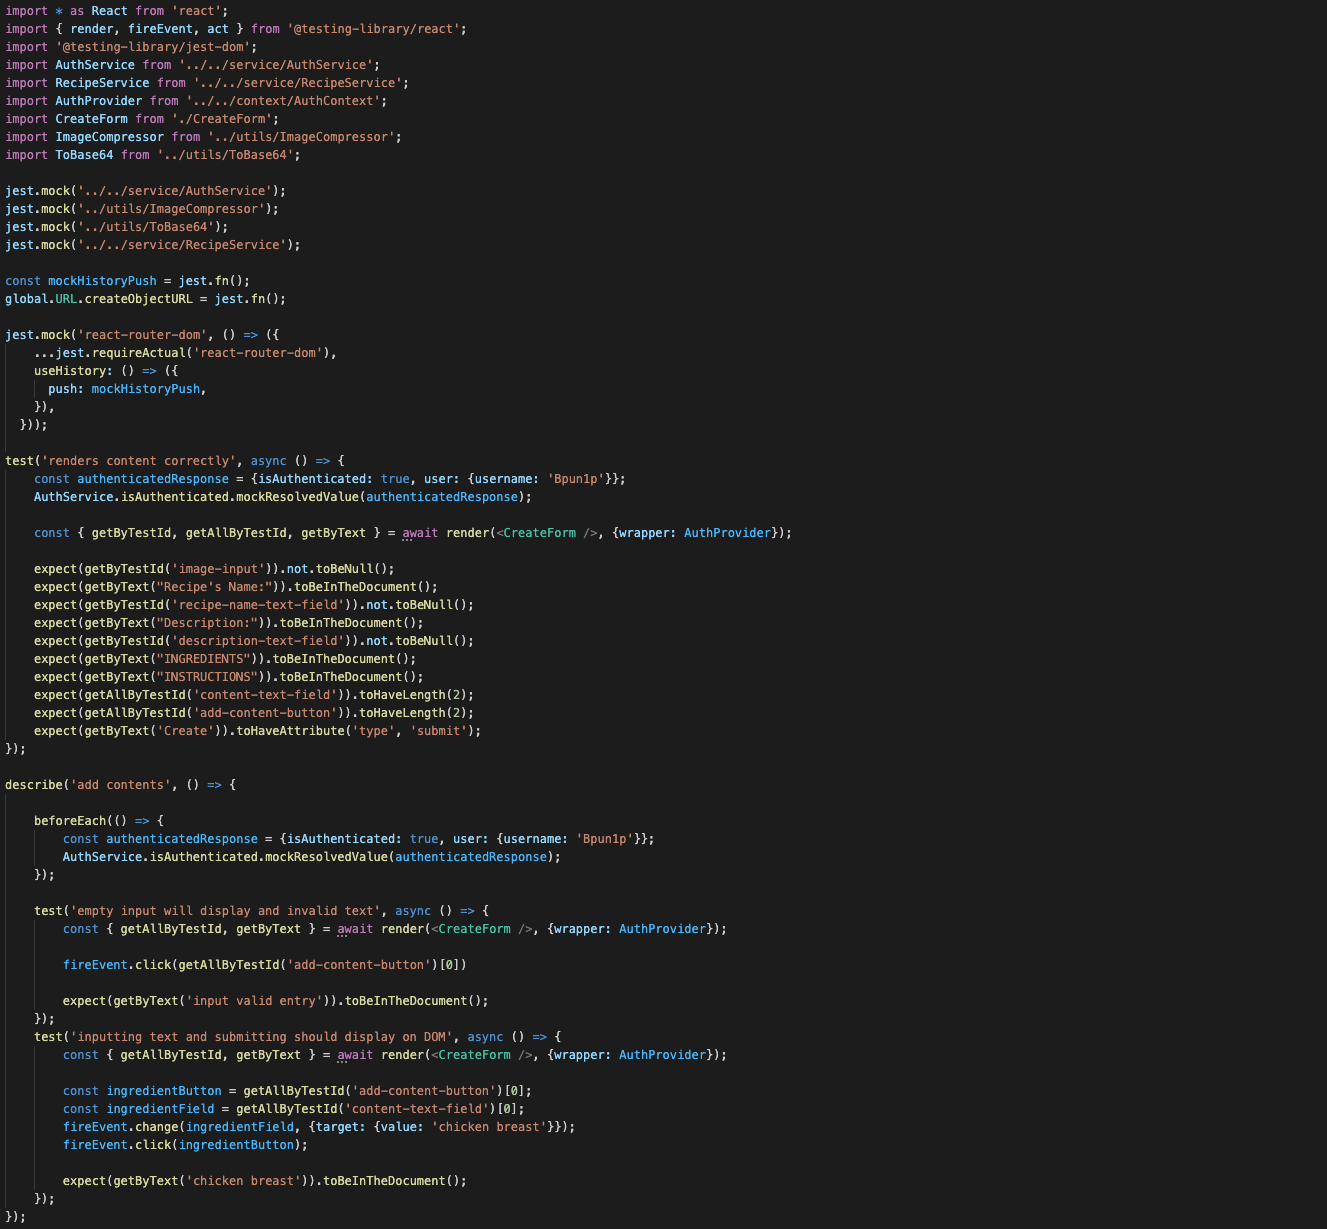 import * as React from 'react';
import { render, fireEvent, act } from '@testing-library/react';
import '@testing-library/jest-dom';
import AuthService from '../../service/AuthService';
import RecipeService from '../../service/RecipeService';
import AuthProvider from '../../context/AuthContext';
import CreateForm from './CreateForm';
import ImageCompressor from '../utils/ImageCompressor';
import ToBase64 from '../utils/ToBase64';

jest.mock('../../service/AuthService');
jest.mock('../utils/ImageCompressor');
jest.mock('../utils/ToBase64');
jest.mock('../../service/RecipeService');

const mockHistoryPush = jest.fn();
global.URL.createObjectURL = jest.fn();

jest.mock('react-router-dom', () => ({
    ...jest.requireActual('react-router-dom'),
    useHistory: () => ({
      push: mockHistoryPush,
    }),
  }));

test('renders content correctly', async () => {
    const authenticatedResponse = {isAuthenticated: true, user: {username: 'Bpun1p'}};
    AuthService.isAuthenticated.mockResolvedValue(authenticatedResponse);

    const { getByTestId, getAllByTestId, getByText } = await render(<CreateForm />, {wrapper: AuthProvider});

    expect(getByTestId('image-input')).not.toBeNull();
    expect(getByText("Recipe's Name:")).toBeInTheDocument();
    expect(getByTestId('recipe-name-text-field')).not.toBeNull();
    expect(getByText("Description:")).toBeInTheDocument();
    expect(getByTestId('description-text-field')).not.toBeNull();
    expect(getByText("INGREDIENTS")).toBeInTheDocument();
    expect(getByText("INSTRUCTIONS")).toBeInTheDocument();
    expect(getAllByTestId('content-text-field')).toHaveLength(2);
    expect(getAllByTestId('add-content-button')).toHaveLength(2);
    expect(getByText('Create')).toHaveAttribute('type', 'submit');
});

describe('add contents', () => {

    beforeEach(() => {
        const authenticatedResponse = {isAuthenticated: true, user: {username: 'Bpun1p'}};
        AuthService.isAuthenticated.mockResolvedValue(authenticatedResponse);
    });

    test('empty input will display and invalid text', async () => {
        const { getAllByTestId, getByText } = await render(<CreateForm />, {wrapper: AuthProvider});

        fireEvent.click(getAllByTestId('add-content-button')[0])

        expect(getByText('input valid entry')).toBeInTheDocument();
    });
    test('inputting text and submitting should display on DOM', async () => {
        const { getAllByTestId, getByText } = await render(<CreateForm />, {wrapper: AuthProvider});

        const ingredientButton = getAllByTestId('add-content-button')[0];
        const ingredientField = getAllByTestId('content-text-field')[0];
        fireEvent.change(ingredientField, {target: {value: 'chicken breast'}});
        fireEvent.click(ingredientButton);

        expect(getByText('chicken breast')).toBeInTheDocument();
    });
});